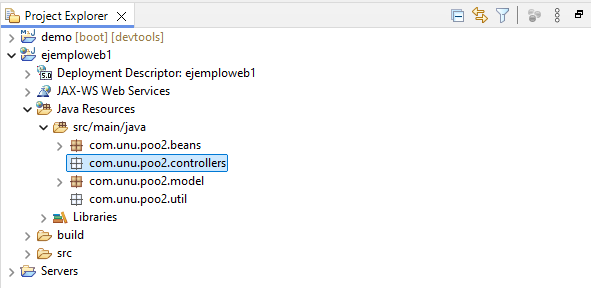 Project Explorer
demo [boot] [devtools]
ejemploweb1
Deployment Descriptor: ejemploweb1
JAX-WS Web Services
Java Resources
src/main/java
com.unu.poo2.beans
com.unu.poo2.controllers
com.unu.poo2.model
com.unu.poo2.util
Libraries
build
src
Servers